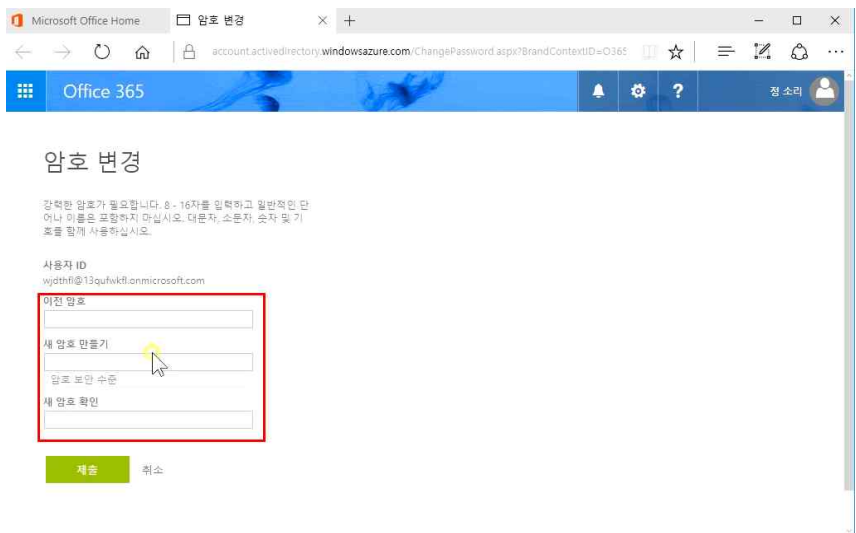 Microsoft Office Home
암호 변경
account.activedirectory.windowsazure.com/ChangePassword.aspx?BrandContextID=O365
Office 365
정 소리
암호 변경
강력한 암호가 필요합니다. 8 - 16자를 입력하고 일반적인 단
어나 이름은 포함하지 마십시오. 대문자, 소문자, 숫자 및 기
호를 함께 사용하십시오.
사용자 ID
wjdthfl@13qufwkfl.onmicrosoft.com
이전 암호
새 암호 만들기
암호 보안 수준
새 암호 확인
제출
취소